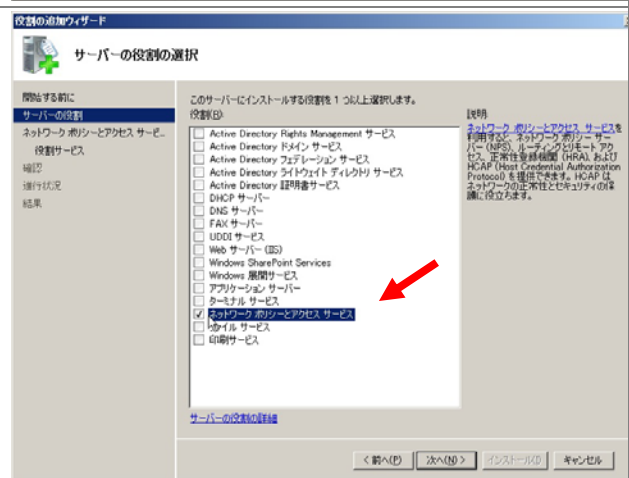 役割の追加ウィザード
サーバーの役割の選択
開始する前に
サーバーの役割
ネットワーク ポリシーとアクセス サービ...
役割サービス
確認
進行状況
結果
このサーバーにインストールする役割を 1 つ以上選択します。
役割(R):
Active Directory Rights Management サービス
Active Directory ドメイン サービス
Active Directory フェデレーション サービス
Active Directory ライトウェイト ディレクトリ サービス
Active Directory 証明書サービス
DHCP サーバー
DNS サーバー
FAX サーバー
UDDI サービス
Web サーバー (IIS)
Windows SharePoint Services
Windows 展開サービス
アプリケーション サーバー
ターミナル サービス
ネットワーク ポリシーとアクセス サービス
ファイル サービス
印刷サービス
サーバーの役割の詳細
説明
ネットワーク ポリシーとアクセス サービスを
利用すると、ネットワーク ポリシー サー
バー (NPS)、ルーティングとリモート アク
セス、正常性登録機関 (HRA)、および
HCAP (Host Credential Authorization
Protocol) を提供できます。HCAP は
ネットワークの正常性とセキュリティの保
護に役立ちます。
< 前へ(P)
次へ(N) >
インストール(I)
キャンセル